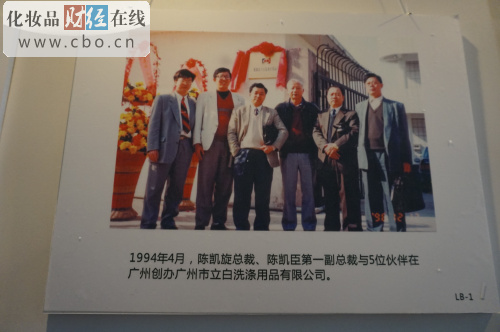 化妆品财经在线
www.cbo.cn
1994年4月，陈凯旋总裁、陈凯臣第一副总裁与5位伙伴在
广州创办广州市立白洗涤用品有限公司。
LB-1